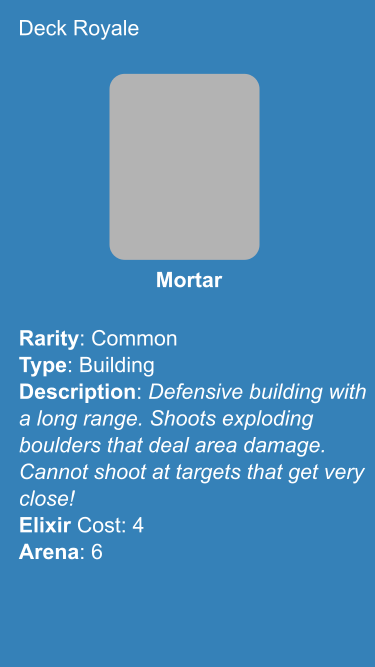 Deck Royale
Mortar
Rarity: Common
Type: Building
Description: Defensive building with
a long range. Shoots exploding
boulders that deal area damage.
Cannot shoot at targets that get very
close!
Elixir Cost: 4
Arena: 6